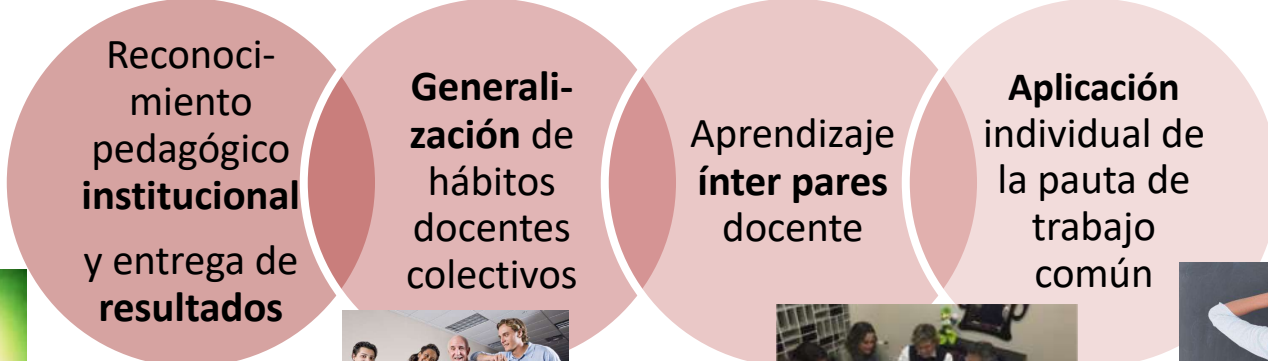 Reconoci-
miento
pedagógico
institucional
y entrega de
resultados
Generali-
zación de
hábitos
docentes
colectivos
Aprendizaje
ínter pares
docente
Aplicación
individual de
la pauta de
trabajo
común